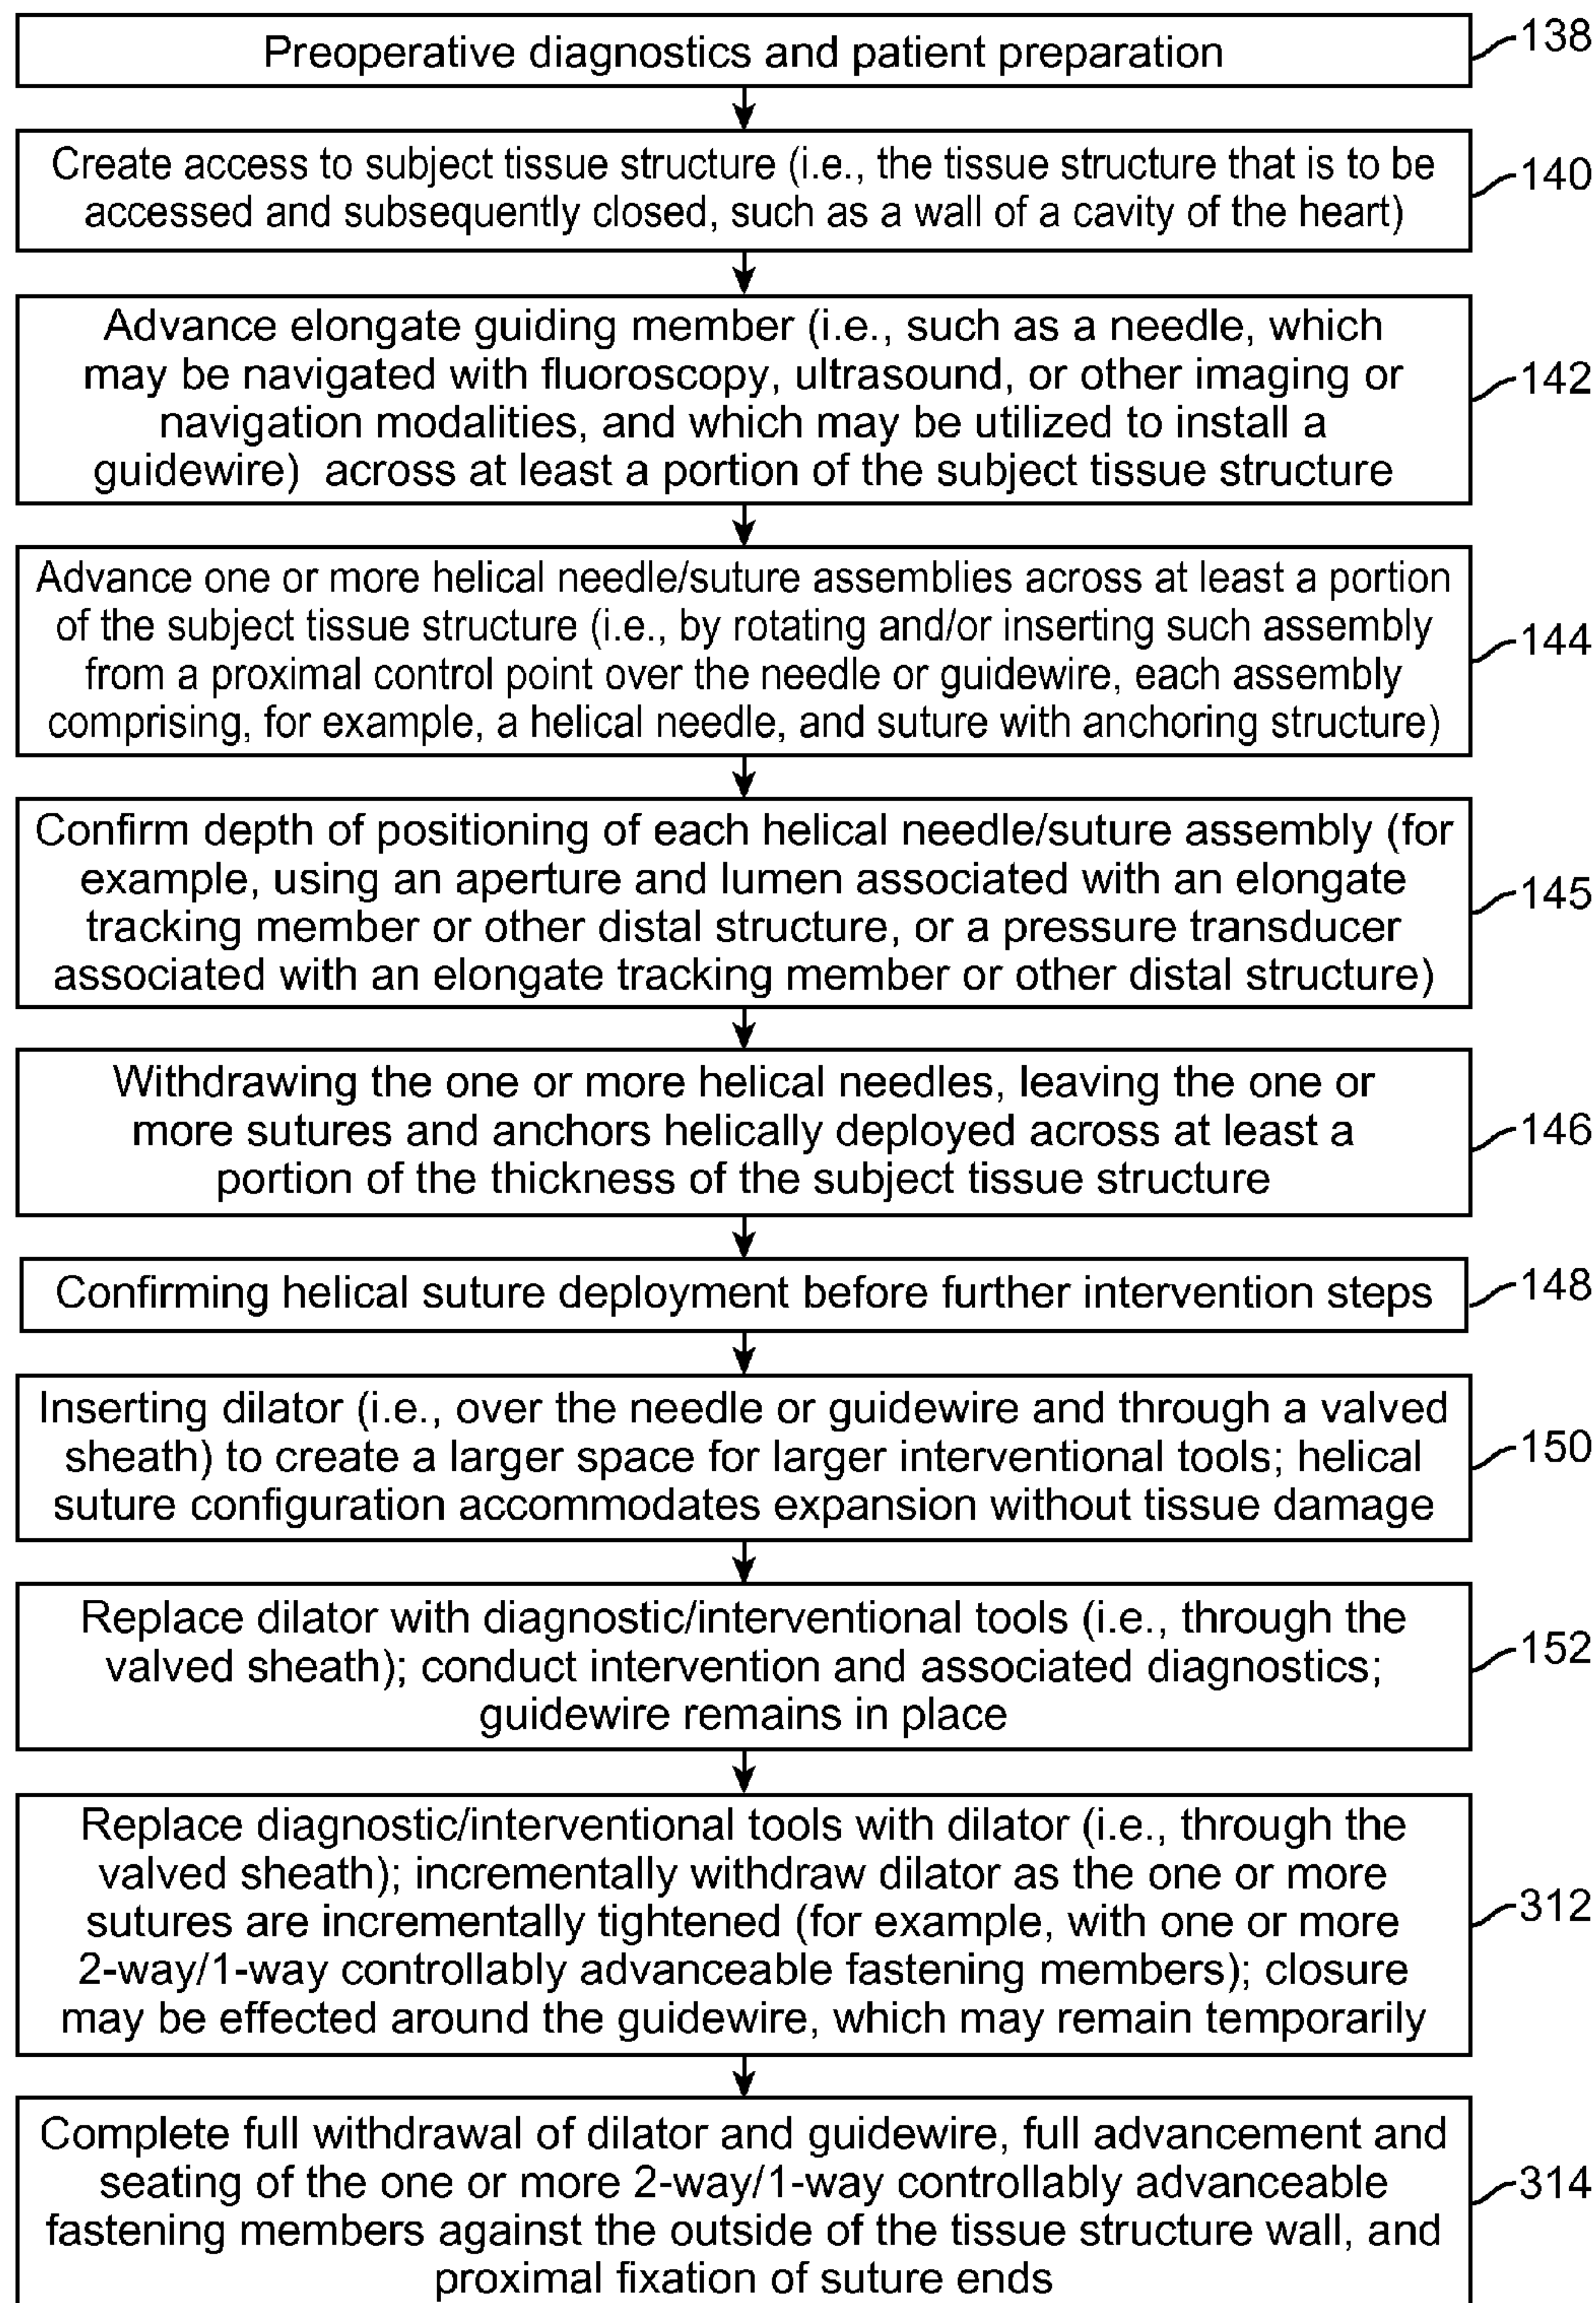 Preoperative diagnostics and patient preparation
138
Create access to subject tissue structure (i.e., the tissue structure that is to be
accessed and subsequently closed, such as a wall of a cavity of the heart)
140
Advance elongate guiding member (i.e., such as a needle, which
may be navigated with fluoroscopy, ultrasound, or other imaging or
navigation modalities, and which may be utilized to install a
guidewire) across at least a portion of the subject tissue structure
142
Advance one or more helical needle/suture assemblies across at least a portion
of the subject tissue structure (i.e., by rotating and/or inserting such assembly
from a proximal control point over the needle or guidewire, each assembly
comprising, for example, a helical needle, and suture with anchoring structure)
144
Confirm depth of positioning of each helical needle/suture assembly (for
example, using an aperture and lumen associated with an elongate
tracking member or other distal structure, or a pressure transducer
associated with an elongate tracking member or other distal structure)
145
Withdrawing the one or more helical needles, leaving the one or
more sutures and anchors helically deployed across at least a
portion of the thickness of the subject tissue structure
146
Confirming helical suture deployment before further intervention steps
148
Inserting dilator (i.e., over the needle or guidewire and through a valved
sheath) to create a larger space for larger interventional tools; helical
suture configuration accommodates expansion without tissue damage
150
Replace dilator with diagnostic/interventional tools (i.e., through the
valved sheath); conduct intervention and associated diagnostics;
guidewire remains in place
152
Replace diagnostic/interventional tools with dilator (i.e., through the
valved sheath); incrementally withdraw dilator as the one or more
sutures are incrementally tightened (for example, with one or more
2-way/1-way controllably advanceable fastening members); closure
may be effected around the guidewire, which may remain temporarily
312
Complete full withdrawal of dilator and guidewire, full advancement and
seating of the one or more 2-way/1-way controllably advanceable
fastening members against the outside of the tissue structure wall, and
proximal fixation of suture ends
314